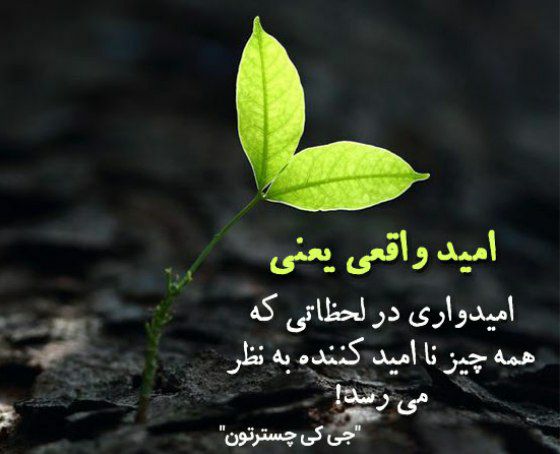 امید واقعی یعنی
امیدواری در لحظاتی که
همه چیز نا امید کننده به نظر
می رسد!
"جی کی چسترتون"